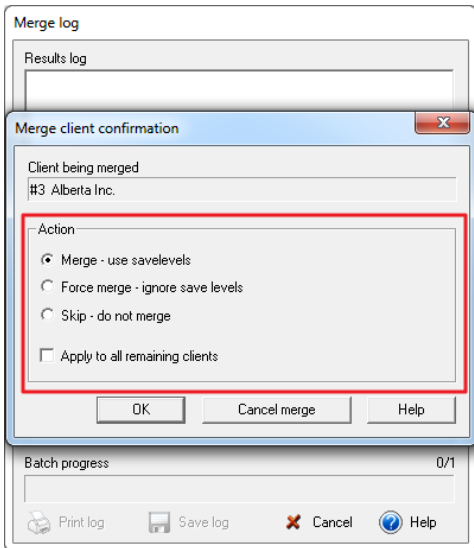 Merge log
Results log
Merge client confirmation
Client being merged
#3 Alberta Inc.
Action
Merge - use savelevels
Force merge - ignore save levels
Skip - do not merge
Apply to all remaining clients
OK Cancel merge Help
Batch progress 0/1
Print log Save log Cancel Help